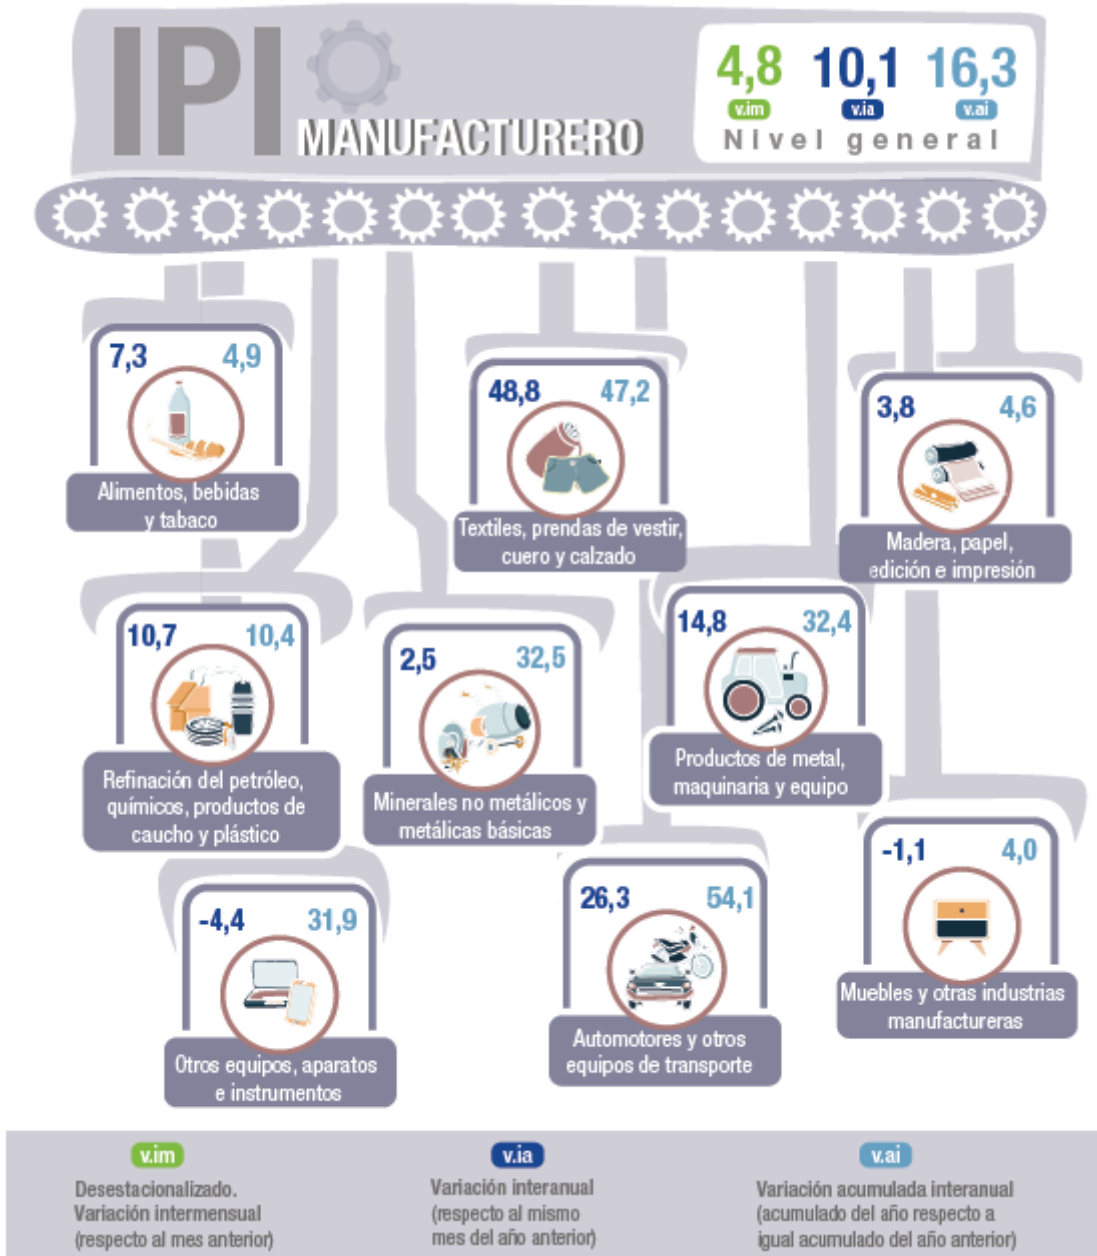 IPI
MANUFACTURERO
4,8 10,1 16,3
v.im v.ia v.ai
Nivel general
7,3 4,9
Alimentos, bebidas
y tabaco
48,8 47,2
Textiles, prendas de vestir,
cuero y calzado
3,8 4,6
Madera, papel,
edición e impresión
10,7 10,4
Refinación del petróleo,
químicos, productos de
caucho y plástico
2,5 32,5
Minerales no metálicos y
metálicas básicas
14,8 32,4
Productos de metal,
maquinaria y equipo
-4,4 31,9
Otros equipos, aparatos
e instrumentos
26,3 54,1
Automotores y otros
equipos de transporte
-1,1 4,0
Muebles y otras industrias
manufactureras
v.im
Desestacionalizado.
Variación intermensual
(respecto al mes anterior)
v.ia
Variación interanual
(respecto al mismo
mes del año anterior)
v.ai
Variación acumulada interanual
(acumulado del año respecto a
igual acumulado del año anterior)